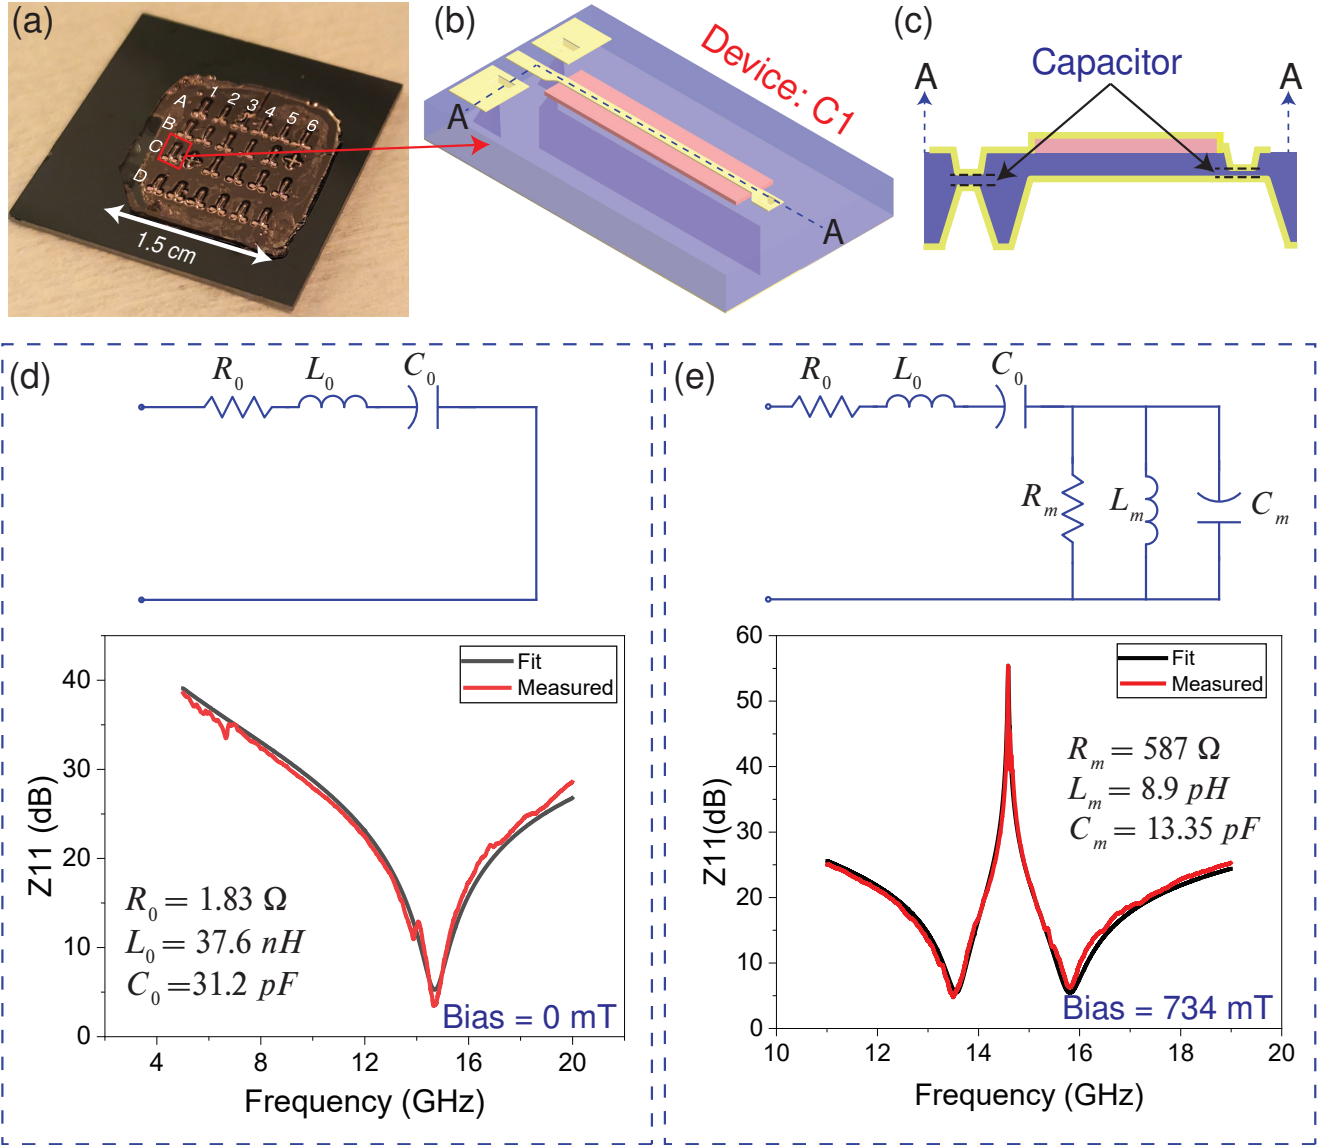 (a)
A
1
2
3
4
5
6
B
C
D
1.5 cm
(b)
Device: C1
A
A
(c)
Capacitor
A
A
(d)
R0
L0
C0
Z11 (dB)
40
30
20
10
0
Fit
Measured
R0 = 1.83 Ω
L0 = 37.6 nH
C0 =31.2 pF
Bias = 0 mT
4
8
12
16
20
Frequency (GHz)
(e)
R0
L0
C0
Rm
Lm
Cm
Z11(dB)
60
50
40
30
20
10
0
Fit
Measured
Rm = 587 Ω
Lm = 8.9 pH
Cm = 13.35 pF
Bias = 734 mT
10
12
14
16
18
20
Frequency (GHz)